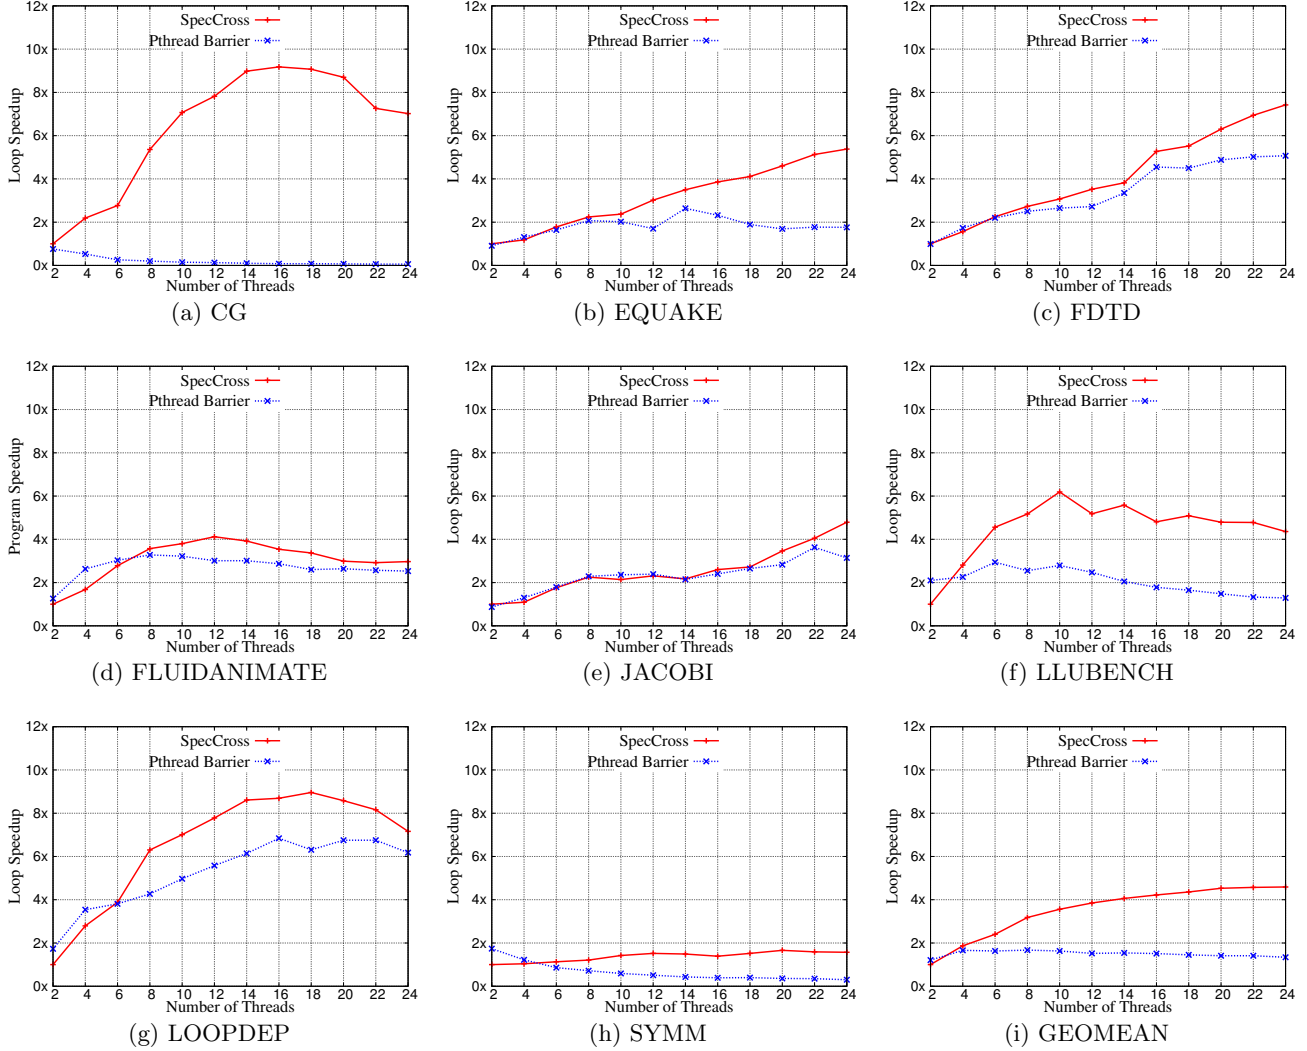 12x
10x
8x
6x
4x
2x
0x
Loop Speedup
SpecCross
Pthread Barrier
2 4 6 8 10 12 14 16 18 20 22 24
Number of Threads
(a) CG
12x
10x
8x
6x
4x
2x
0x
Loop Speedup
SpecCross
Pthread Barrier
2 4 6 8 10 12 14 16 18 20 22 24
Number of Threads
(b) EQUAKE
12x
10x
8x
6x
4x
2x
0x
Loop Speedup
SpecCross
Pthread Barrier
2 4 6 8 10 12 14 16 18 20 22 24
Number of Threads
(c) FDTD
12x
10x
8x
6x
4x
2x
0x
Program Speedup
SpecCross
Pthread Barrier
2 4 6 8 10 12 14 16 18 20 22 24
Number of Threads
(d) FLUIDANIMATE
12x
10x
8x
6x
4x
2x
0x
Loop Speedup
SpecCross
Pthread Barrier
2 4 6 8 10 12 14 16 18 20 22 24
Number of Threads
(e) JACOBI
12x
10x
8x
6x
4x
2x
0x
Loop Speedup
SpecCross
Pthread Barrier
2 4 6 8 10 12 14 16 18 20 22 24
Number of Threads
(f) LLUBENCH
12x
10x
8x
6x
4x
2x
0x
Loop Speedup
SpecCross
Pthread Barrier
2 4 6 8 10 12 14 16 18 20 22 24
Number of Threads
(g) LOOPDEP
12x
10x
8x
6x
4x
2x
0x
Loop Speedup
SpecCross
Pthread Barrier
2 4 6 8 10 12 14 16 18 20 22 24
Number of Threads
(h) SYMM
12x
10x
8x
6x
4x
2x
0x
Loop Speedup
SpecCross
Pthread Barrier
2 4 6 8 10 12 14 16 18 20 22 24
Number of Threads
(i) GEOMEAN